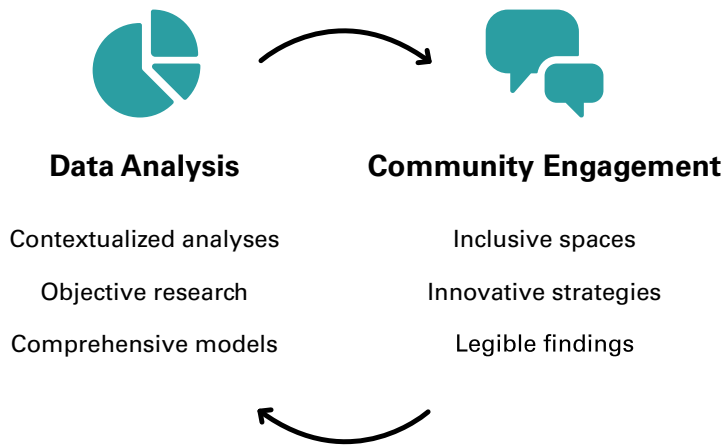 Data Analysis
Contextualized analyses
Objective research
Comprehensive models
Community Engagement
Inclusive spaces
Innovative strategies
Legible findings